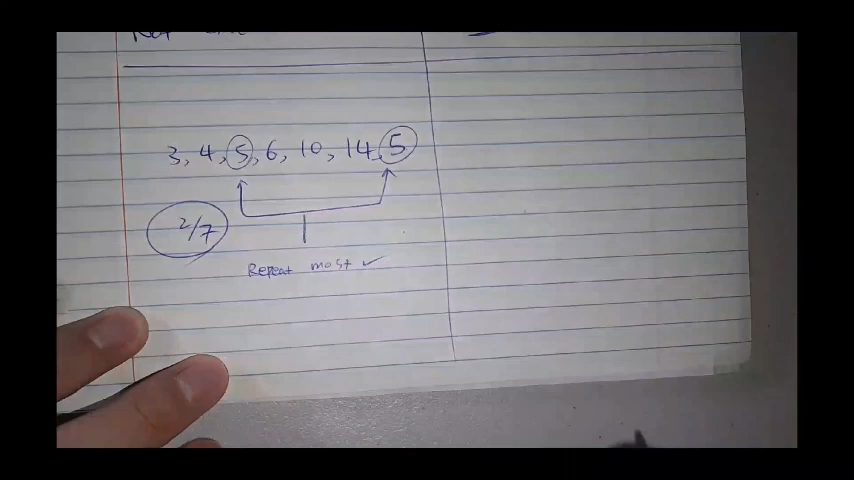 3, 4, 5, 6, 10, 14, 5
2/7
Repeat most ✓